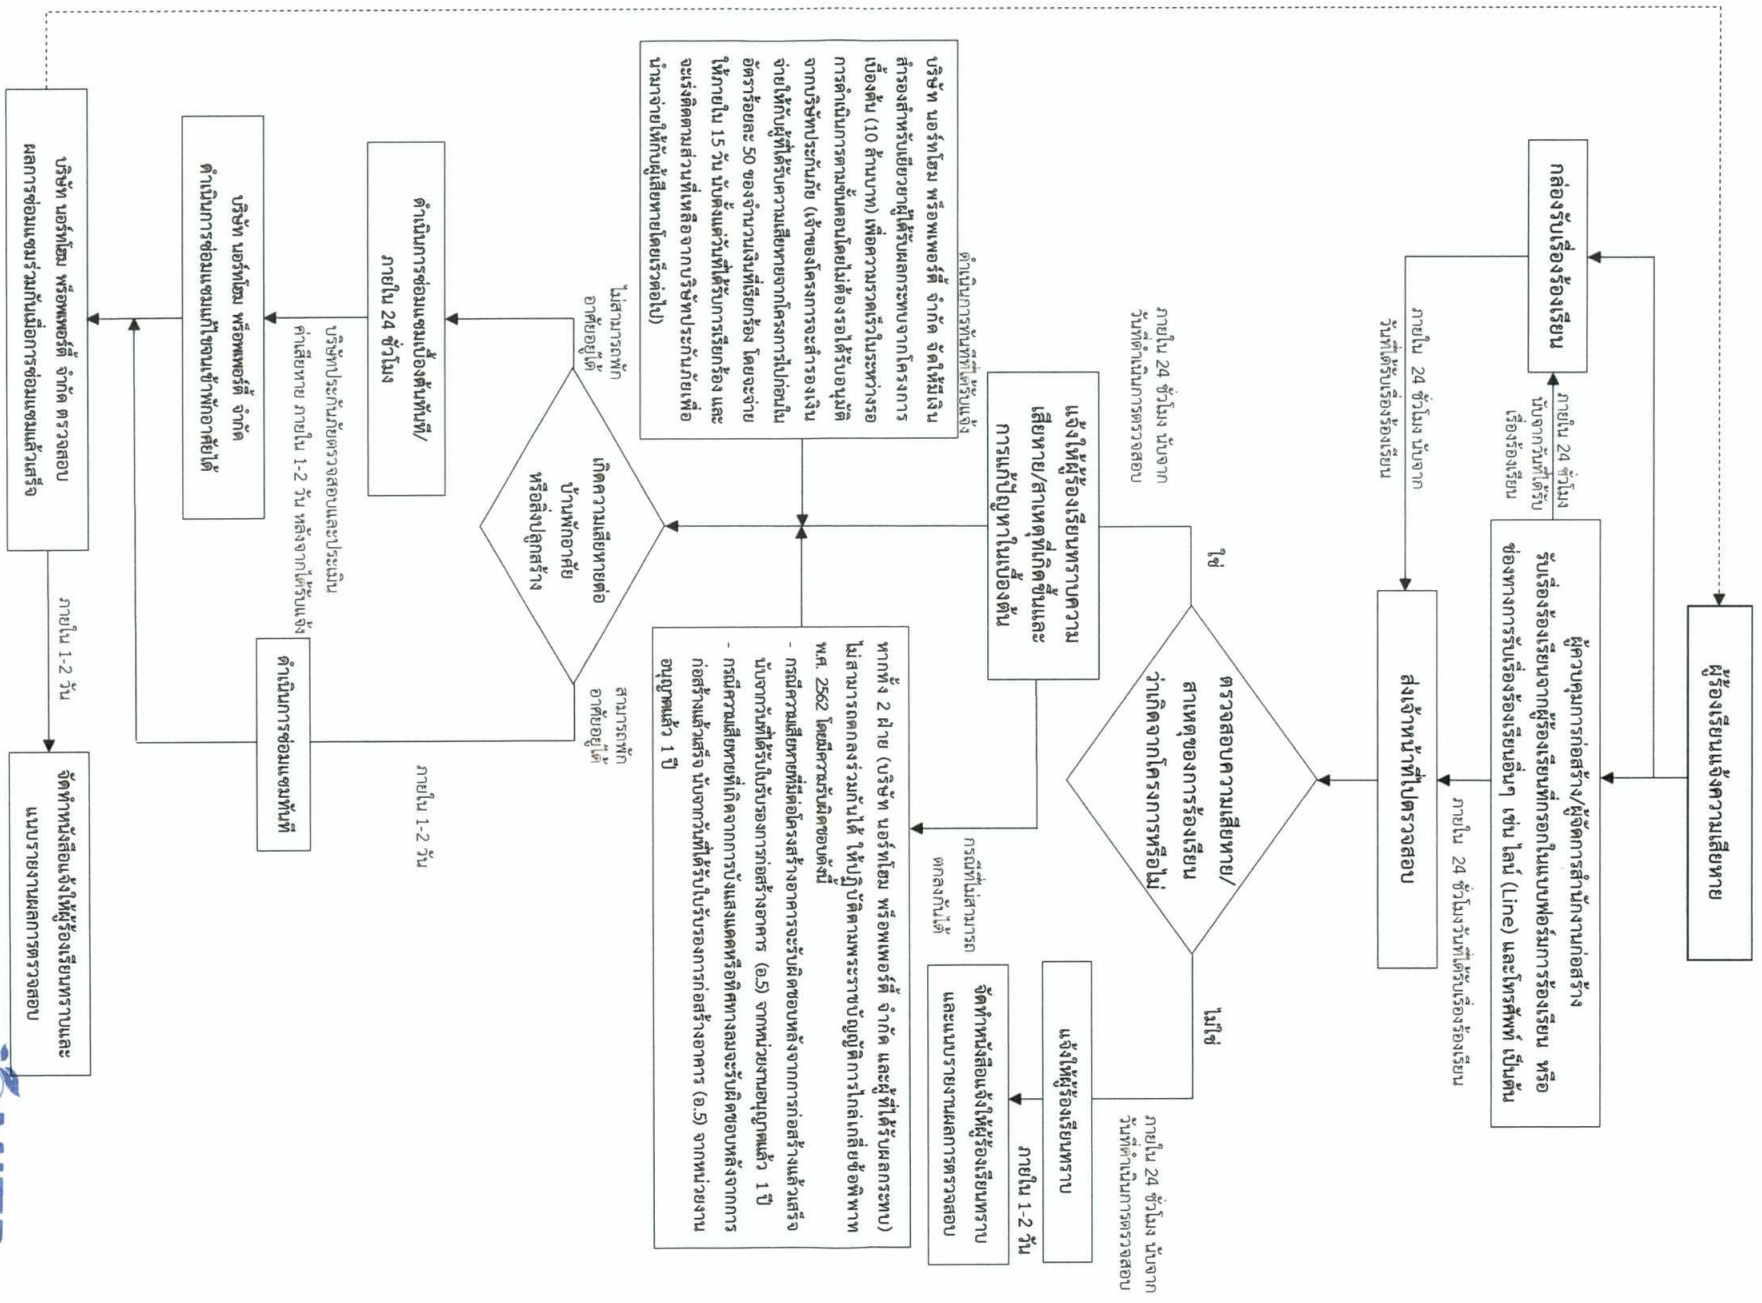 ผู้ร้องเรียนแจ้งความเสียหาย
กล่องรับเรื่องร้องเรียน
ภายใน 24 ชั่วโมง
นับจากวันที่ได้รับ
เรื่องร้องเรียน
ผู้ควบคุมการก่อสร้าง/ผู้จัดการสำนักงานก่อสร้าง
รับเรื่องร้องเรียนจากผู้ร้องเรียนที่กรอกในแบบฟอร์มการร้องเรียน หรือ
ช่องทางการรับเรื่องร้องเรียนอื่นๆ เช่น ไลน์ (Line) และโทรศัพท์ เป็นต้น
ภายใน 24 ชั่วโมง นับจาก
วันที่ได้รับเรื่องร้องเรียน
ภายใน 24 ชั่วโมงวันที่ได้รับเรื่องร้องเรียน
ส่งเจ้าหน้าที่ไปตรวจสอบ
ตรวจสอบความเสียหาย/
สาเหตุของการร้องเรียน
ว่าเกิดจากโครงการหรือไม่
ใช่
ไม่ใช่
ภายใน 24 ชั่วโมง นับจาก
วันที่ดำเนินการตรวจสอบ
ภายใน 24 ชั่วโมง นับจาก
วันที่ดำเนินการตรวจสอบ
แจ้งให้ผู้ร้องเรียนทราบความ
เสียหาย/สาเหตุที่เกิดขึ้นและ
การแก้ปัญหาในเบื้องต้น
แจ้งให้ผู้ร้องเรียนทราบ
ภายใน 1-2 วัน
จัดทำหนังสือแจ้งให้ผู้ร้องเรียนทราบ
และแนบรายงานผลการตรวจสอบ
ดำเนินการทันทีที่ได้รับแจ้ง
กรณีที่ไม่สามารถ
ตกลงกันได้
บริษัท นอร์ทโฮม พร็อพเพอร์ตี้ จำกัด จัดให้มีเงิน
สำรองสำหรับเยียวยาผู้ได้รับผลกระทบจากโครงการ
เบื้องต้น (10 ล้านบาท) เพื่อความรวดเร็วในระหว่างรอ
การดำเนินการตามขั้นตอนโดยไม่ต้องรอได้รับอนุมัติ
จากบริษัทประกันภัย (เจ้าของโครงการจะสำรองเงิน
จ่ายให้กับผู้ที่ได้รับความเสียหายจากโครงการไปก่อนใน
อัตราร้อยละ 50 ของจำนวนเงินที่เรียกร้อง โดยจะจ่าย
ให้ภายใน 15 วัน นับตั้งแต่วันที่ได้รับการเรียกร้อง และ
จะเร่งติดตามส่วนที่เหลือจากบริษัทประกันภัยเพื่อ
นำมาจ่ายให้กับผู้เสียหายโดยเร็วต่อไป)
หากทั้ง 2 ฝ่าย (บริษัท นอร์ทโฮม พร็อพเพอร์ตี้ จำกัด และผู้ที่ได้รับผลกระทบ)
ไม่สามารถตกลงร่วมกันได้ ให้ปฏิบัติตามพระราชบัญญัติการไกล่เกลี่ยข้อพิพาท
พ.ศ. 2562 โดยมีความรับผิดชอบดังนี้
- กรณีความเสียหายที่มีต่อโครงสร้างอาคารจะรับผิดชอบหลังจากการก่อสร้างแล้วเสร็จ
นับจากวันที่ได้รับใบรับรองการก่อสร้างอาคาร (อ.5) จากหน่วยงานอนุญาตแล้ว 1 ปี
- กรณีความเสียหายที่เกิดจากการบังแสงแดดหรือทิศทางลมจะรับผิดชอบหลังจากการ
ก่อสร้างแล้วเสร็จ นับจากวันที่ได้รับใบรับรองการก่อสร้างอาคาร (อ.5) จากหน่วยงาน
อนุญาตแล้ว 1 ปี
เกิดความเสียหายต่อ
บ้านพักอาศัย
หรือสิ่งปลูกสร้าง
ไม่สามารถพัก
อาศัยอยู่ได้
สามารถพัก
อาศัยอยู่ได้
ดำเนินการซ่อมแซมเบื้องต้นทันที/
ภายใน 24 ชั่วโมง
ภายใน 1-2 วัน
บริษัทประกันภัยตรวจสอบและประเมิน
ค่าเสียหาย ภายใน 1-2 วัน หลังจากได้รับแจ้ง
ดำเนินการซ่อมแซมทันที
บริษัท นอร์ทโฮม พร็อพเพอร์ตี้ จำกัด
ดำเนินการซ่อมแซมแก้ไขจนเข้าพักอาศัยได้
บริษัท นอร์ทโฮม พร็อพเพอร์ตี้ จำกัด ตรวจสอบ
ผลการซ่อมแซมร่วมกันเมื่อการซ่อมแซมแล้วเสร็จ
ภายใน 1-2 วัน
จัดทำหนังสือแจ้งให้ผู้ร้องเรียนทราบและ
แนบรายงานผลการตรวจสอบ